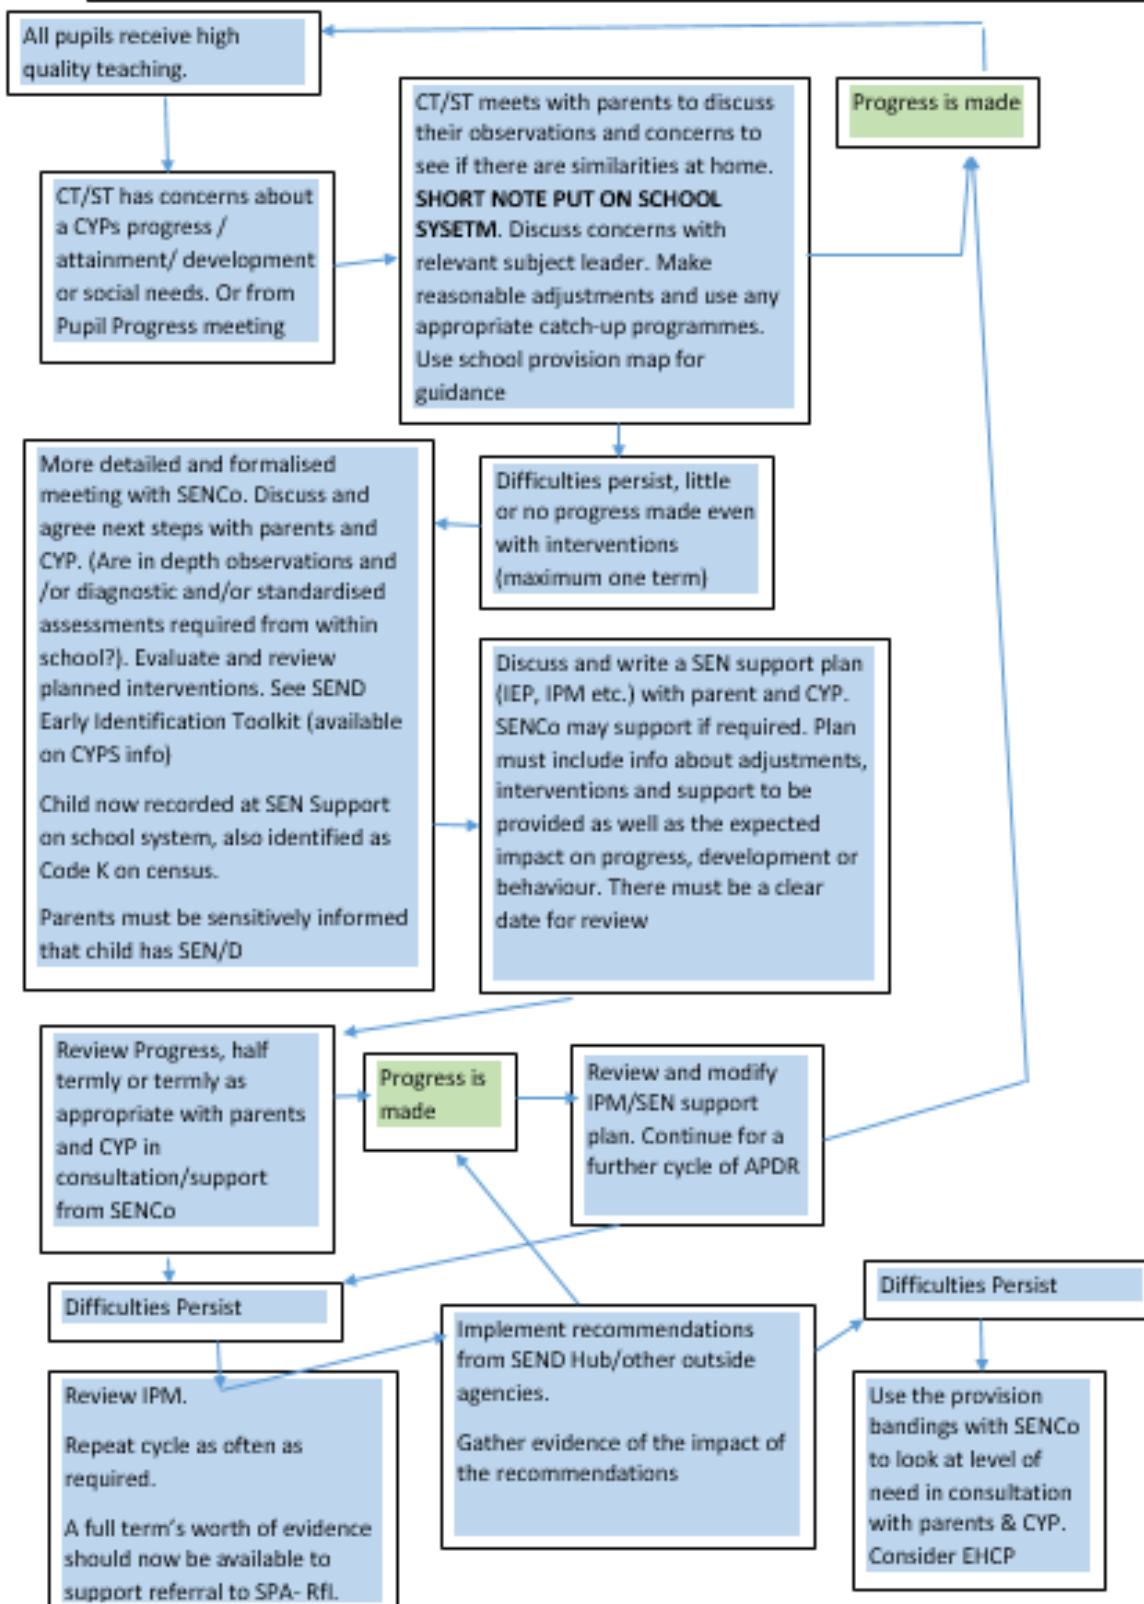 All pupils receive high
quality teaching.
Progress is made
CT/ST meets with parents to discuss
their observations and concerns to
see if there are similarities at home.
SHORT NOTE PUT ON SCHOOL
SYSETM. Discuss concerns with
relevant subject leader. Make
reasonable adjustments and use any
appropriate catch-up programmes.
Use school provision map for
guidance
CT/ST has concerns about
a CYPs progress /
attainment/ development
or social needs. Or from
Pupil Progress meeting
Difficulties persist, little
or no progress made even
with interventions
(maximum one term)
More detailed and formalised
meeting with SENCo. Discuss and
agree next steps with parents and
CYP. (Are in depth observations and
/or diagnostic and/or standardised
assessments required from within
school?). Evaluate and review
planned interventions. See SEND
Early Identification Toolkit (available
on CYPS info)
Child now recorded at SEN Support
on school system, also identified as
Code K on census.
Parents must be sensitively informed
that child has SEN/D
Discuss and write a SEN support plan
(IEP, IPM etc.) with parent and CYP.
SENCo may support if required. Plan
must include info about adjustments,
interventions and support to be
provided as well as the expected
impact on progress, development or
behaviour. There must be a clear
date for review
Review Progress, half
termly or termly as
appropriate with parents
and CYP in
consultation/support
from SENCo
Progress is
made
Review and modify
IPM/SEN support
plan. Continue for a
further cycle of APDR
Difficulties Persist
Review IPM.
Repeat cycle as often as
required.
A full term's worth of evidence
should now be available to
support referral to SPA- RfI.
Implement recommendations
from SEND Hub/other outside
agencies.
Gather evidence of the impact of
the recommendations
Difficulties Persist
Use the provision
bandings with SENCo
to look at level of
need in consultation
with parents & CYP.
Consider EHCP